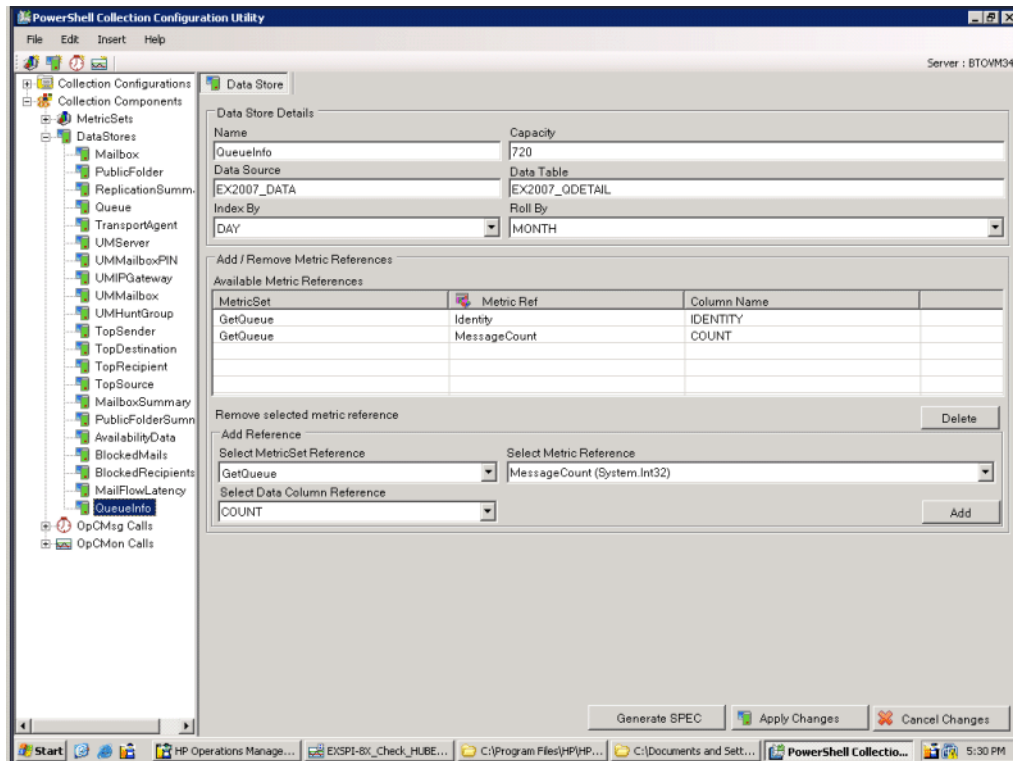 PowerShell Collection Configuration Utility
File Edit Insert Help
Server : BTOVM34
Collection Configurations
Collection Components
MetricSets
DataStores
Mailbox
PublicFolder
ReplicationSumm
Queue
TransportAgent
UMServer
UMMailboxPIN
UMIPGateway
UMMailbox
UMHuntGroup
TopSender
TopDestination
TopRecipient
TopSource
MailboxSummary
PublicFolderSumn
AvailabilityData
BlockedMails
BlockedRecipients
MailFlowLatency
QueueInfo
OpCMsg Calls
OpCMon Calls
Data Store
Data Store Details
Name Capacity
QueueInfo 720
Data Source Data Table
EX2007_DATA EX2007_QDETAIL
Index By Roll By
DAY MONTH
Add / Remove Metric References
Available Metric References
MetricSet Metric Ref Column Name
GetQueue Identity IDENTITY
GetQueue MessageCount COUNT
Remove selected metric reference Delete
Add Reference
Select MetricSet Reference Select Metric Reference
GetQueue MessageCount (System.Int32)
Select Data Column Reference
COUNT Add
Generate SPEC Apply Changes Cancel Changes
Start HP Operations Manage... EXSPI-8X_Check_HUBE... C:\Program Files\HP\HP... C:\Documents and Sett... PowerShell Collectio... 5:30 PM